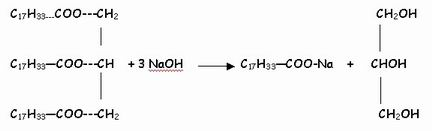 C₁₇H₃₃...COO---CH₂ CH₂OH
C₁₇H₃₃—COO---CH + 3 NaOH → C₁₇H₃₃—COO-Na + CHOH
C₁₇H₃₃—COO---CH₂ CH₂OH